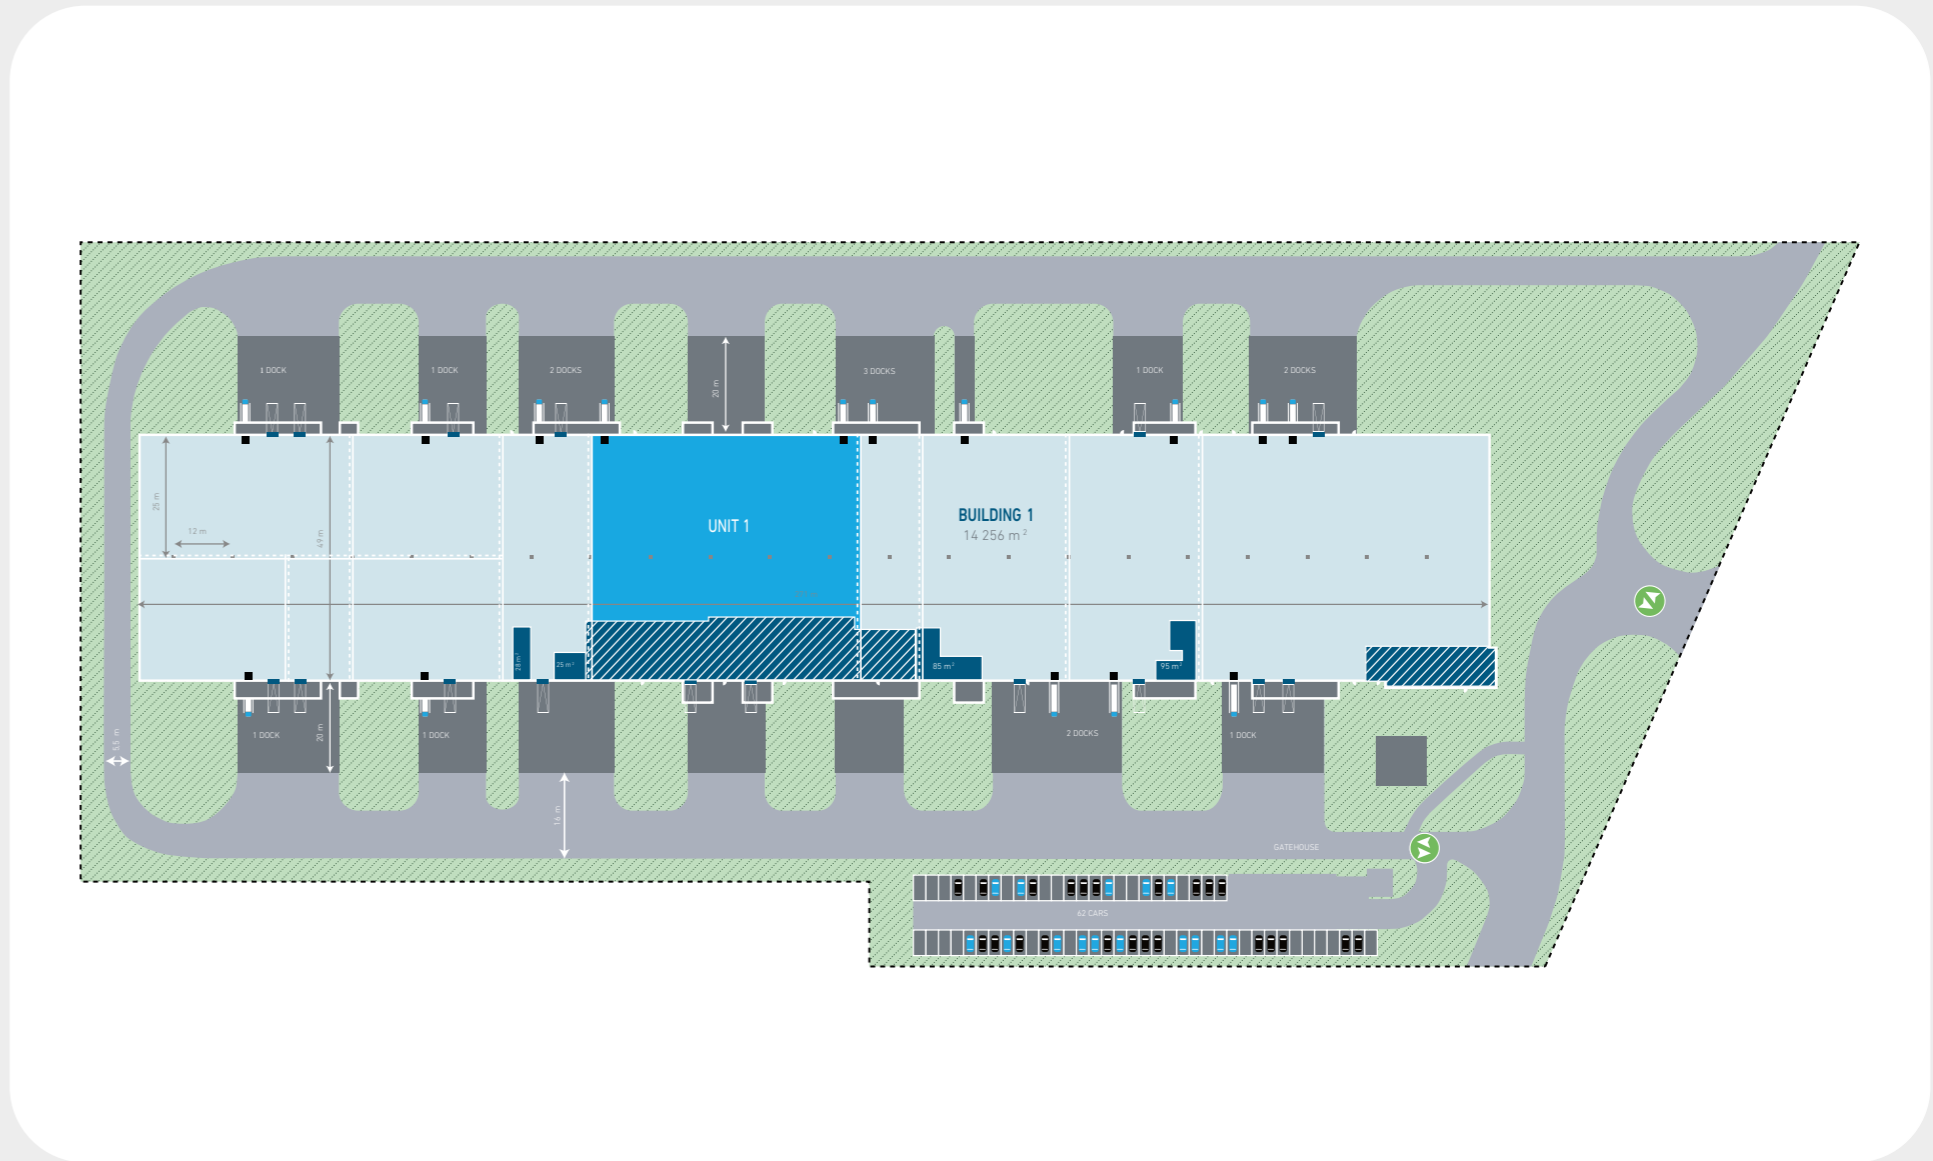 1 DOCK
1 DOCK
2 DOCKS
20 m
3 DOCKS
1 DOCK
2 DOCKS
25 m
12 m
49 m
UNIT 1
BUILDING 1
14 256 m²
28 m²
25 m²
85 m²
95 m²
5.5 m
1 DOCK
20 m
1 DOCK
2 DOCKS
1 DOCK
16 m
GATEHOUSE
62 CARS